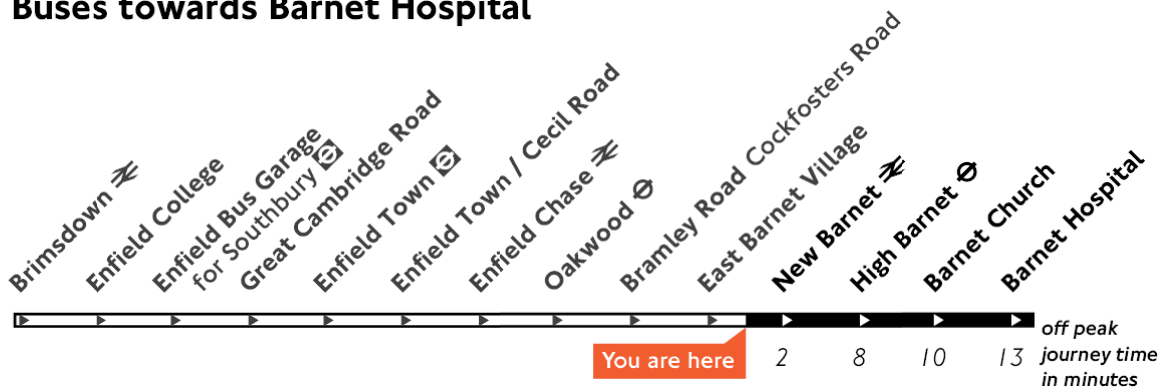 Buses towards Barnet Hospital
Brimsdown
Enfield College
Enfield Bus Garage
for Southbury
Great Cambridge Road
Enfield Town
Enfield Town / Cecil Road
Enfield Chase
Oakwood
Bramley Road Cockfosters Road
East Barnet Village
New Barnet
High Barnet
Barnet Church
Barnet Hospital
You are here
2 8 10 13
off peak
journey time
in minutes